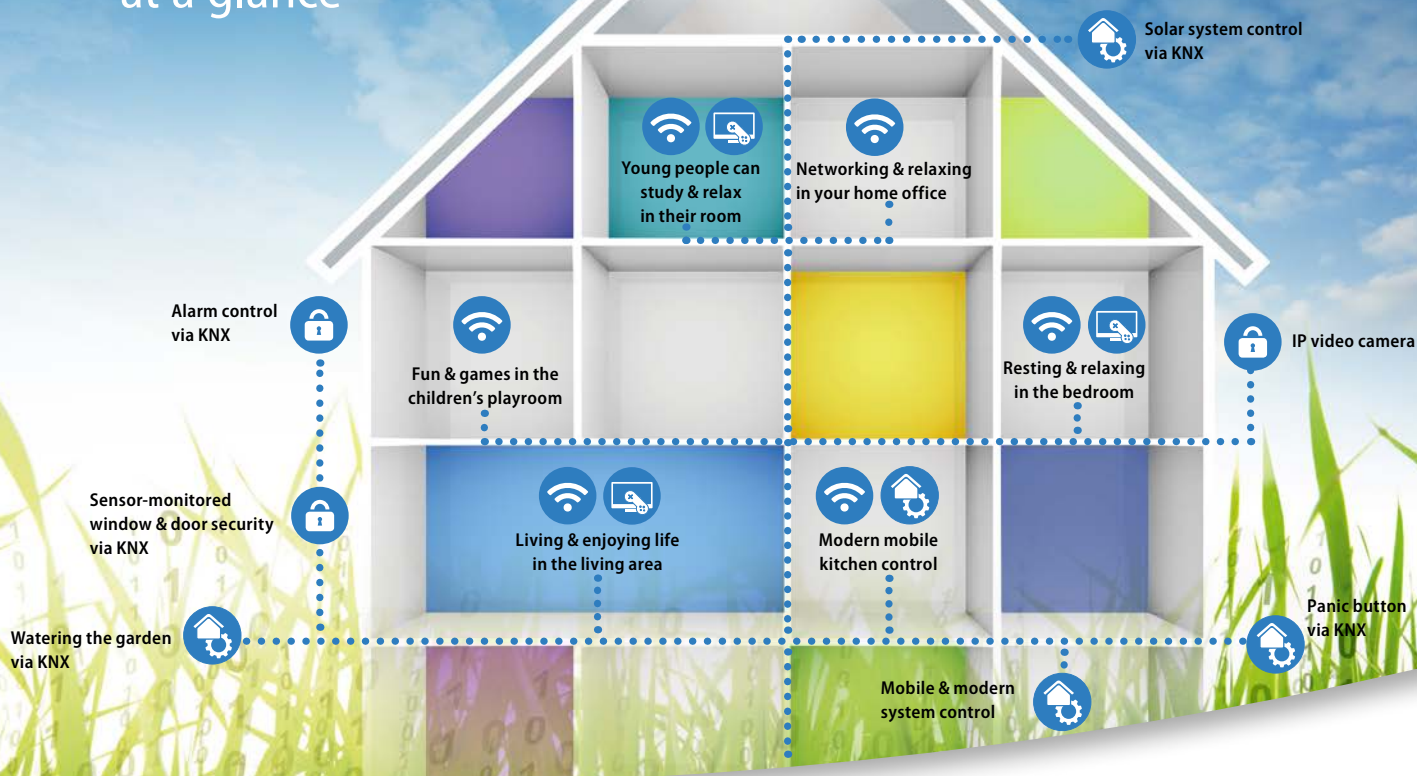 at a glance
Solar system control
via KNX
Young people can
study & relax
in their room
Networking & relaxing
in your home office
Alarm control
via KNX
Fun & games in the
children’s playroom
Resting & relaxing
in the bedroom
IP video camera
Sensor-monitored
window & door security
via KNX
Living & enjoying life
in the living area
Modern mobile
kitchen control
Watering the garden
via KNX
Panic button
via KNX
Mobile & modern
system control